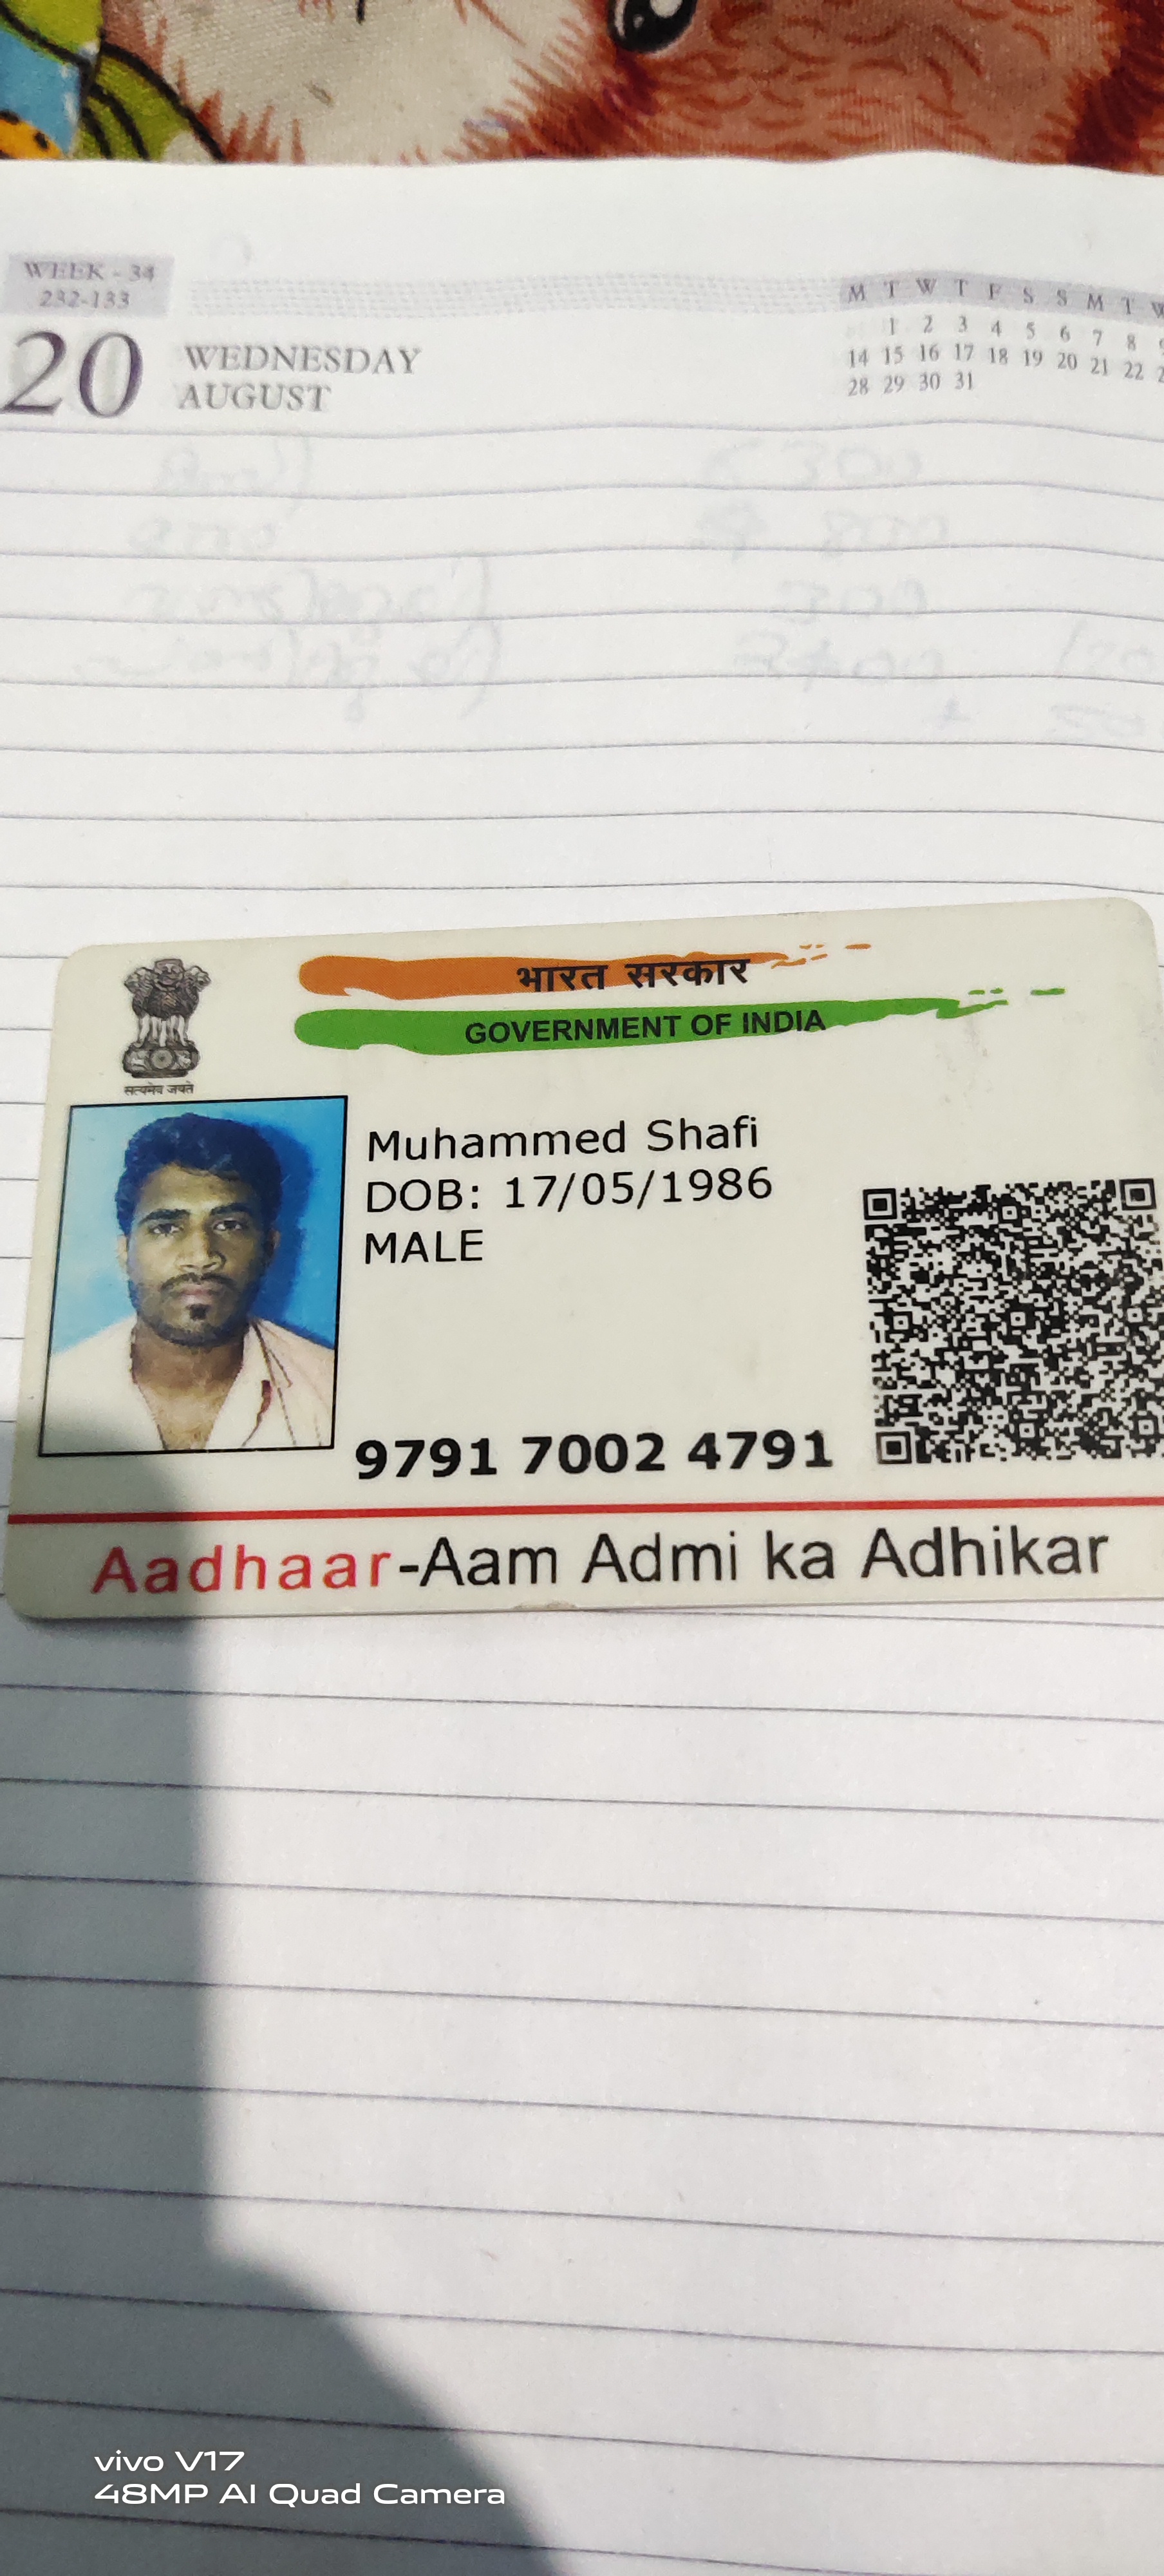 WEEK - 34
232-133
20
WEDNESDAY
AUGUST
M T W T F S S M T W
1 2 3 4 5 6 7 8
14 15 16 17 18 19 20 21 22
28 29 30 31
भारत सरकार
GOVERNMENT OF INDIA
सत्यमेव जयते
Muhammed Shafi
DOB: 17/05/1986
MALE
9791 7002 4791
Aadhaar-Aam Admi ka Adhikar
vivo V17
48MP AI Quad Camera